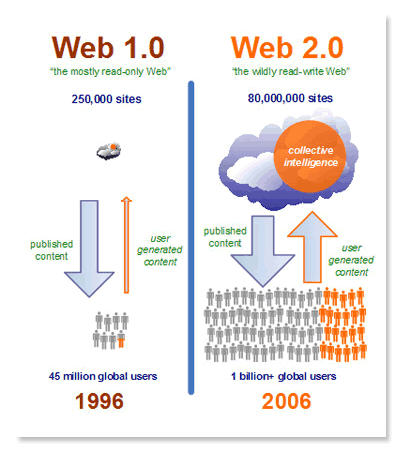 Web 1.0
"the mostly read-only Web"
250,000 sites
published
content
user
generated
content
45 million global users
1996
Web 2.0
"the wildly read-write Web"
80,000,000 sites
collective
intelligence
published
content
user
generated
content
1 billion+ global users
2006